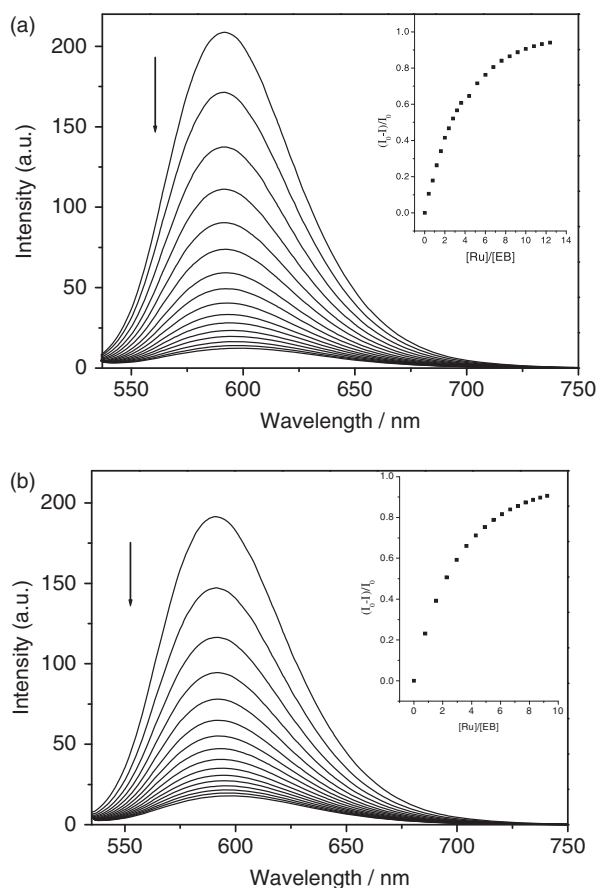 (a)
200
150
100
50
0
Intensity (a.u.)
550 600 650 700 750
Wavelength / nm
1.0
0.8
0.6
0.4
0.2
0.0
(I₀-I)/I₀
0 2 4 6 8 10 12 14
[Ru]/[EB]
(b)
200
150
100
50
0
Intensity (a.u.)
550 600 650 700 750
Wavelength / nm
1.0
0.8
0.6
0.4
0.2
0.0
(I₀-I)/I₀
0 2 4 6 8 10
[Ru]/[EB]